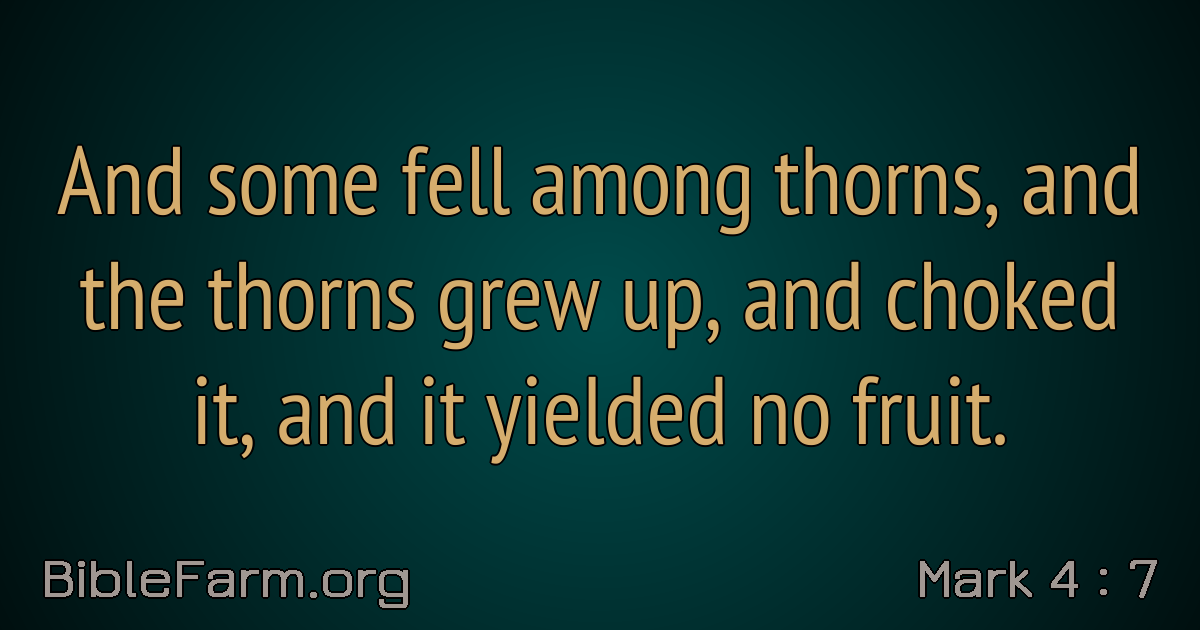 And some fell among thorns, and
the thorns grew up, and choked
it, and it yielded no fruit.
BibleFarm.org
Mark 4 : 7